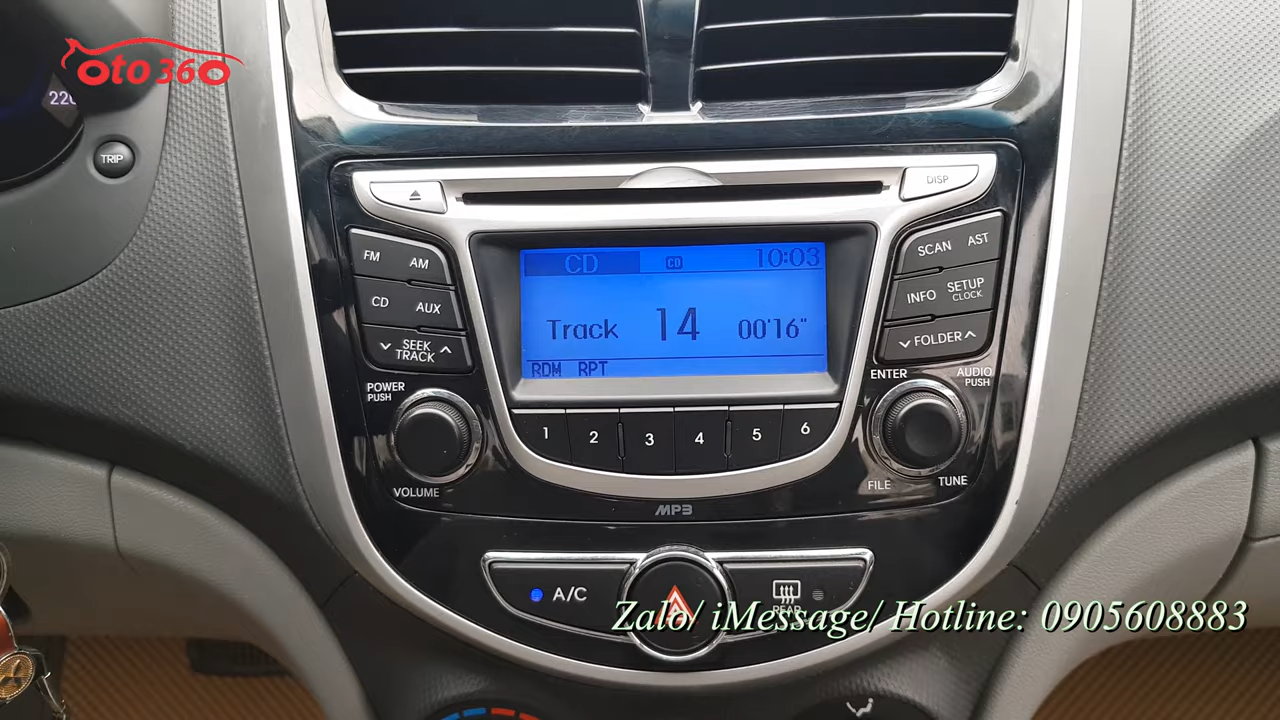 oto360
220
TRIP
DISP
FM AM
CD AUX
SEEK
TRACK
CD CD 10:03
Track 14 00'16"
RDM RPT
SCAN AST
INFO SETUP
CLOCK
FOLDER
POWER
PUSH
VOLUME
1 2 3 4 5 6
ENTER AUDIO
PUSH
FILE TUNE
MP3
A/C
REAR
Zalo/ iMessage/ Hotline: 0905608883